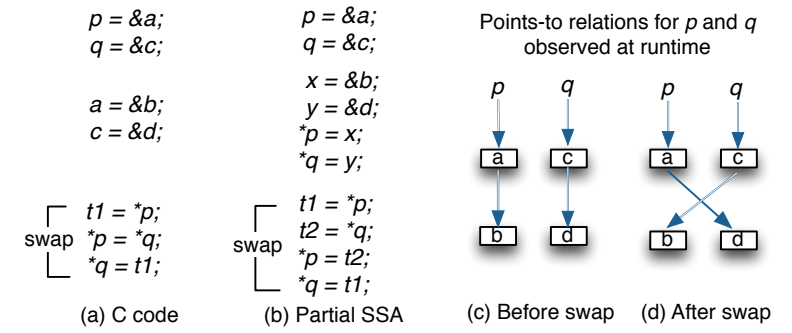 p = &a;
q = &c;
a = &b;
c = &d;
swap
t1 = *p;
*p = *q;
*q = t1;
(a) C code
p = &a;
q = &c;
x = &b;
y = &d;
*p = x;
*q = y;
swap
t1 = *p;
t2 = *q;
*p = t2;
*q = t1;
(b) Partial SSA
Points-to relations for p and q
observed at runtime
p q
a c
b d
(c) Before swap
p q
a c
b d
(d) After swap